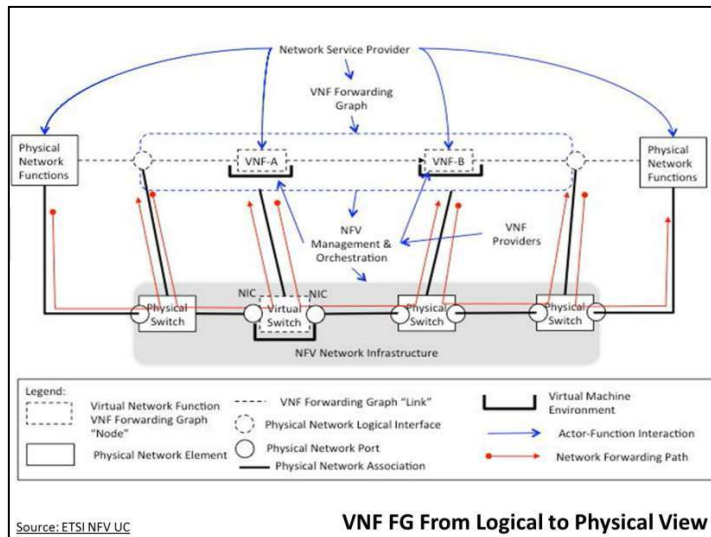 Network Service Provider
VNF Forwarding
Graph
Physical
Network
Functions
VNF-A
VNF-B
Physical
Network
Functions
NFV
Management &
Orchestration
VNF
Providers
NIC
NIC
Physical
Switch
Virtual
Switch
Physical
Switch
Physical
Switch
NFV Network Infrastructure
Legend:
Virtual Network Function
VNF Forwarding Graph
"Node"
Physical Network Element
VNF Forwarding Graph "Link"
Physical Network Logical Interface
Physical Network Port
Physical Network Association
Virtual Machine
Environment
Actor-Function Interaction
Network Forwarding Path
Source: ETSI NFV UC
VNF FG From Logical to Physical View